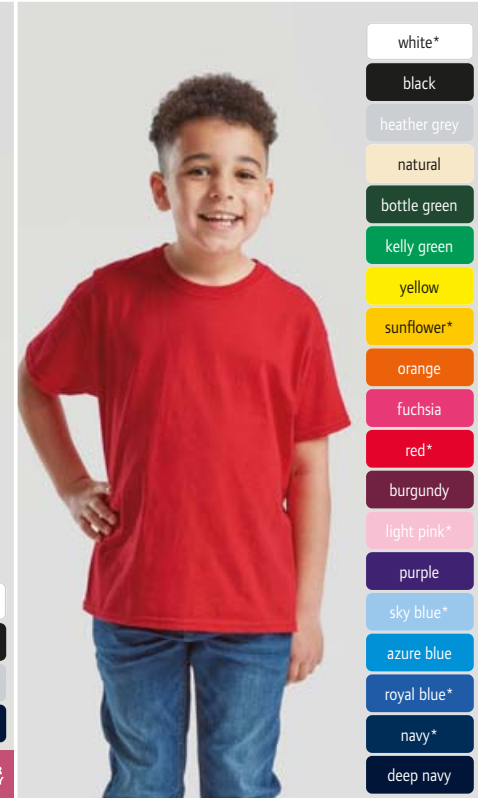 white*
black
heather grey
natural
bottle green
kelly green
yellow
sunflower*
orange
fuchsia
red*
burgundy
light pink*
purple
sky blue*
azure blue
royal blue*
navy*
deep navy